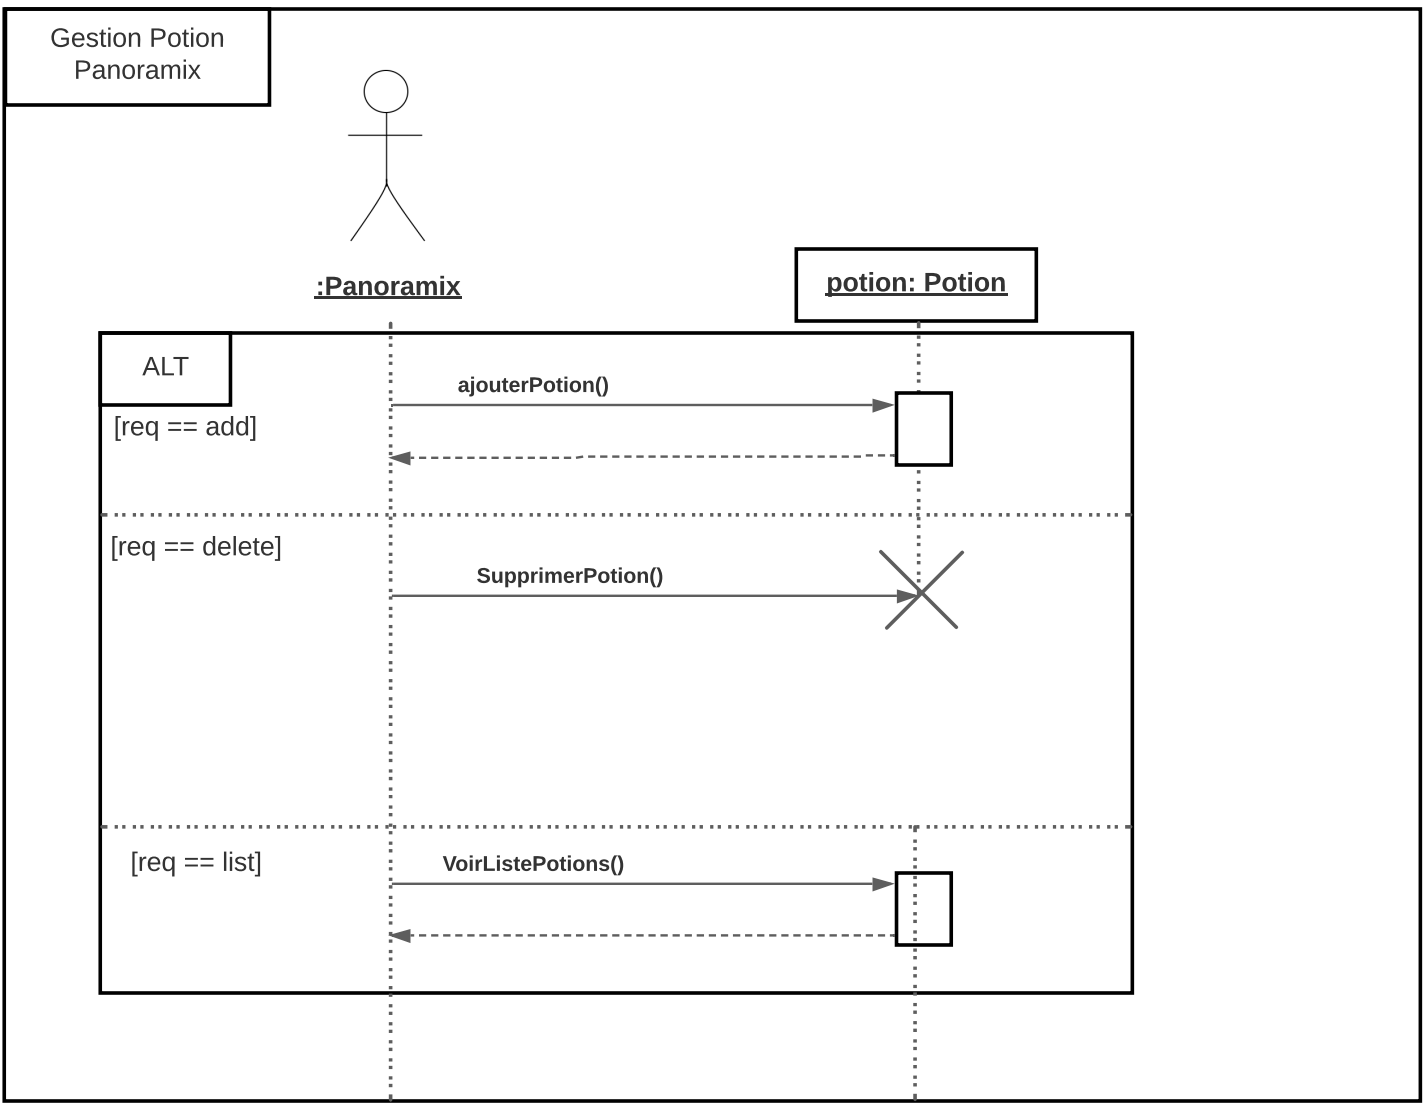 Gestion Potion
Panoramix
:Panoramix
potion: Potion
ALT
ajouterPotion()
[req == add]
[req == delete]
SupprimerPotion()
[req == list]
VoirListePotions()